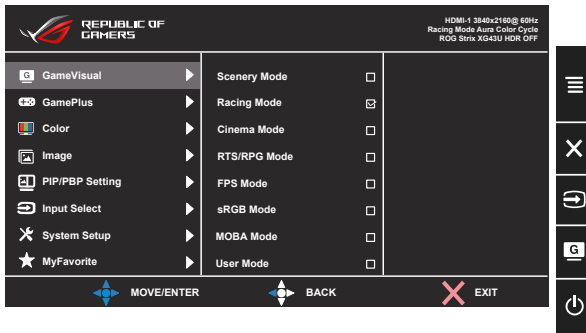 REPUBLIC OF
GAMERS
HDMI-1 3840x2160@ 60Hz
Racing Mode Aura Color Cycle
ROG Strix XG43U HDR OFF
G GameVisual
GamePlus
Color
Image
PIP/PBP Setting
Input Select
System Setup
MyFavorite
Scenery Mode
Racing Mode
Cinema Mode
RTS/RPG Mode
FPS Mode
sRGB Mode
MOBA Mode
User Mode
MOVE/ENTER
BACK
EXIT
G